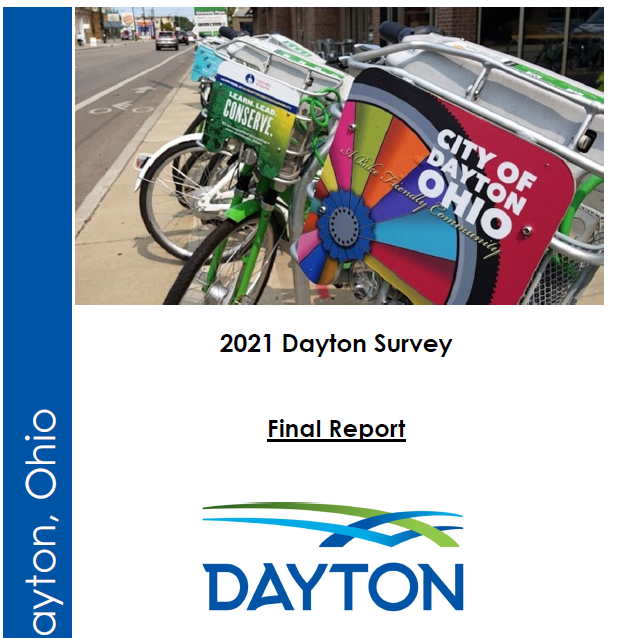 LEARN. LEAD.
CONSERVE.
CITY OF
DAYTON
OHIO
A Bike Friendly Community
2021 Dayton Survey
Final Report
ayton, Ohio
DAYTON